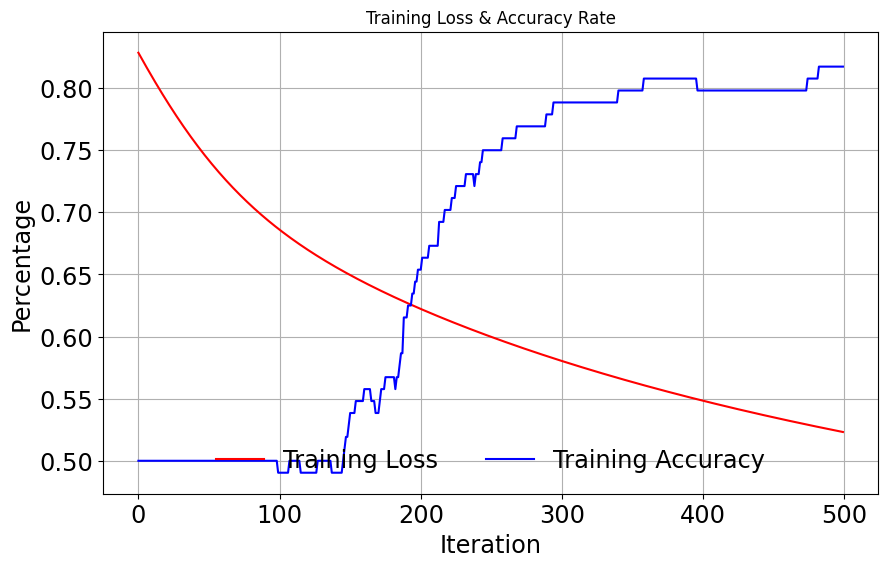 Training Loss & Accuracy Rate
Percentage
0.80
0.75
0.70
0.65
0.60
0.55
0.50
Training Loss
Training Accuracy
0 100 200 300 400 500
Iteration